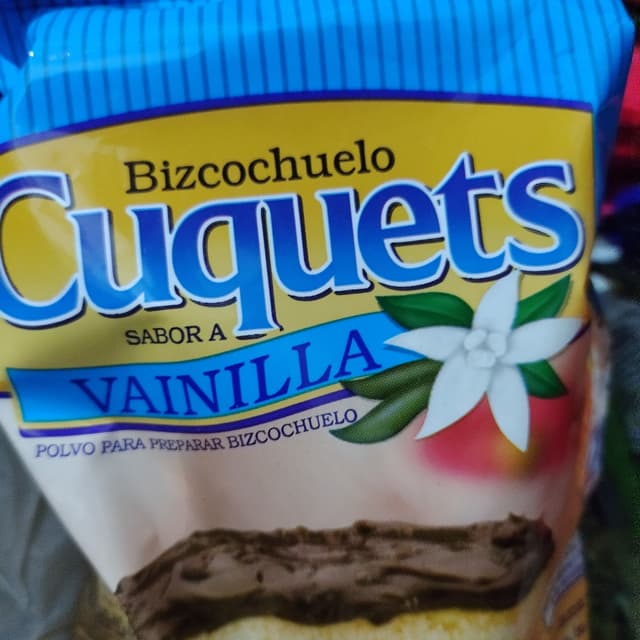 Bizcochuelo
Cuquets
SABOR A
VAINILLA
POLVO PARA PREPARAR BIZCOCHUELO